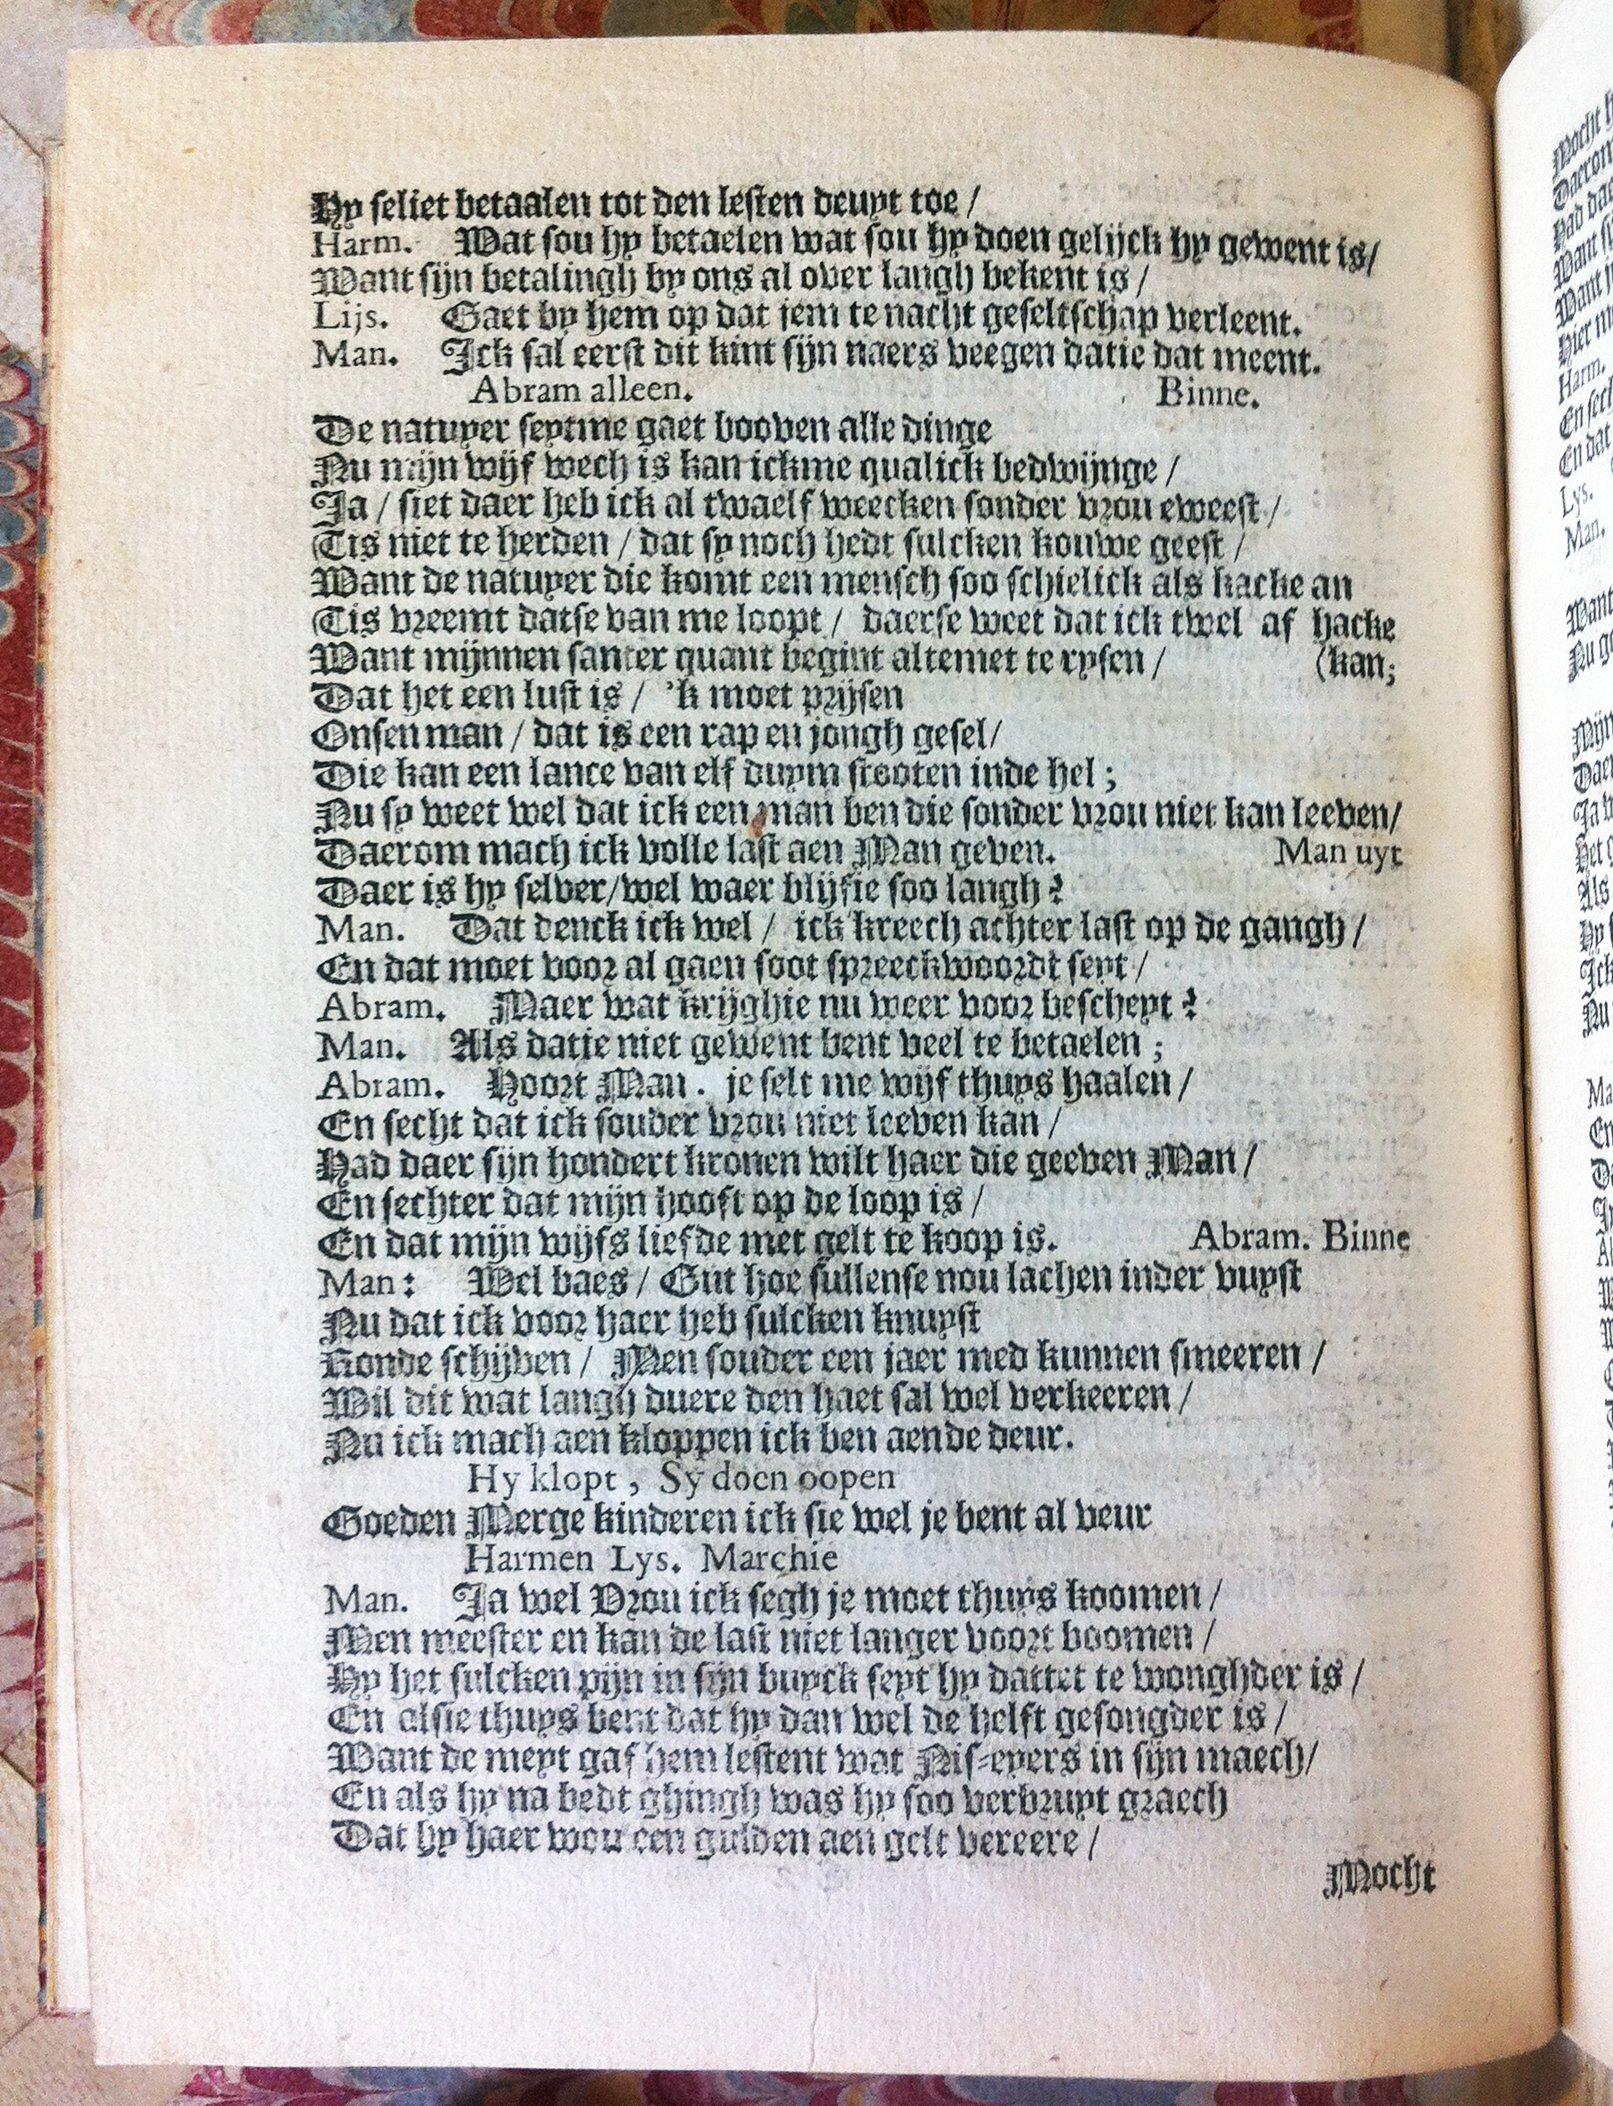 Hy seliet betaalen tot den lesten deuyt toe /
Harm. Wat sou hy betaelen wat sou hy doen gelijck hy gewent is/
Want sijn betalingh by ons al over langh bekent is /
Lijs. Gaet by hem op dat jem te nacht geseltschap verleent.
Man. Ick sal eerst dit kint sijn naers veegen datie dat meent.
Abram alleen. Binne.
De natuyer seytme gaet booven alle dinge
Nu mijn wijf wech is kan ickme qualick bedwijnge /
Ja / siet daer heb ick al twaelf weecken sonder vrou eweest /
Tis niet te herden / dat sy noch hedt sulcken kouwe geest /
Want de natuyer die komt een mensch soo schielick als kacke an
Tis vreemt datse van me loopt / daerse weet dat ick twel af hacke
Want mijnnen santer quant begint altemet te rysen / (kan;
Dat het een lust is / 'k moet prijsen
Onsen man / dat is een rap en jongh gesel/
Die kan een lance van elf duym stooten inde hel;
Nu sy weet wel dat ick een man ben die sonder vrou niet kan leeven/
Daerom mach ick volle last aen Man geven. Man uyt
Daer is hy selver/wel waer blijfie soo langh?
Man. Dat denck ick wel / ick kreech achter last op de gangh /
En dat moet voor al gaen soot spreeckwoordt seyt /
Abram. Maer wat krijghie nu weer voor bescheyt?
Man. Als datie niet gewent bent veel te betaelen;
Abram. Hoort Man. je selt me wijf thuys haalen /
En secht dat ick sonder vrou niet leeven kan /
Had daer sijn hondert kronen wilt haer die geeven Man /
En sechter dat mijn hooft op de loop is /
En dat mijn wijfs liefde met gelt te koop is. Abram. Binne
Man: Wel baes / Gut hoe sullense nou lachen inder vuyst
Nu dat ick voor haer heb sulcken knuyst
Ronde schijven / Men souder een jaer med kunnen smeeren /
Wil dit wat langh duere den haet sal wel verkeeren /
Nu ick mach aen kloppen ick ben aende deur.
Hy klopt, Sy doen oopen
Goeden Merge kinderen ick sie wel je bent al veur
Harmen Lys. Marchie
Man. Ja wel Vrou ick segh je moet thuys koomen /
Men meester en kan de last niet langer voort boomen /
Hy het sulcken pijn in sijn buyck seyt hy dattet te wonghder is /
En alsie thuys bent dat hy dan wel de helft gesongder is /
Want de meyt gaf hem lestent wat Nis-eyers in sijn maech/
En als hy na bedt ghingh was hy soo verbruyt graech
Dat hy haer wou een gulden aen gelt vereere /
Mocht